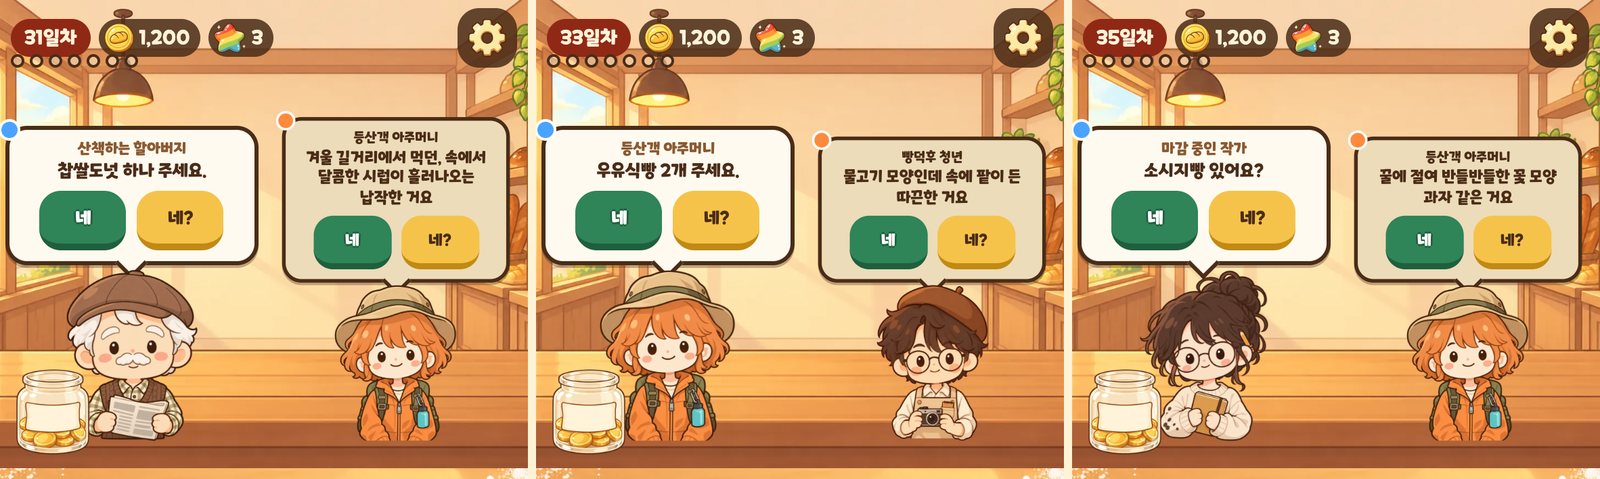 31일차 1,200 3
산책하는 할아버지
찹쌀도넛 하나 주세요.
네 네?
등산객 아주머니
겨울 길거리에서 먹던, 속에서
달콤한 시럽이 흘러나오는
납작한 거요
네 네?
33일차 1,200 3
등산객 아주머니
우유식빵 2개 주세요.
네 네?
빵덕후 청년
물고기 모양인데 속에 팥이 든
따끈한 거요
네 네?
35일차 1,200 3
마감 중인 작가
소시지빵 있어요?
네 네?
등산객 아주머니
꿀에 절여 반들반들한 꽃 모양
과자 같은 거요
네 네?